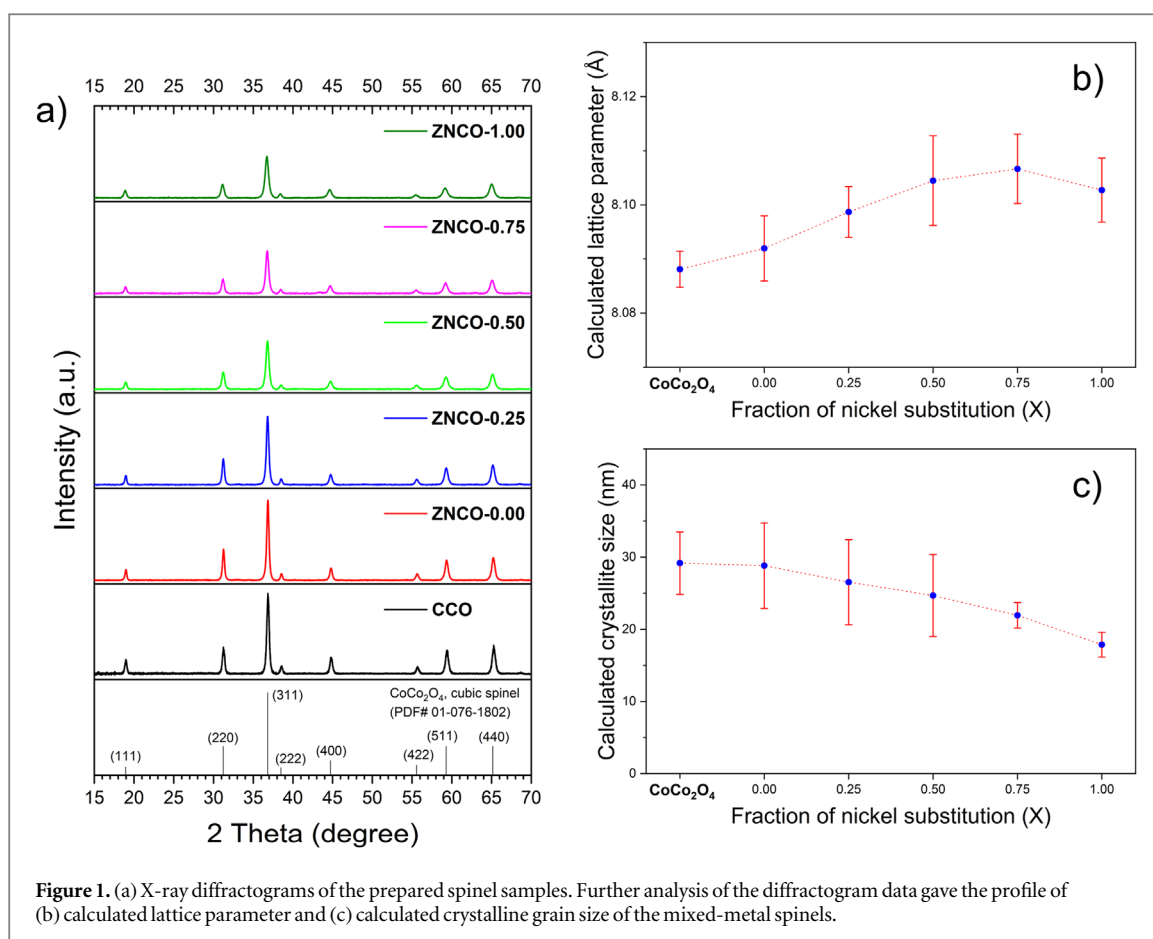 a)
15 20 25 30 35 40 45 50 55 60 65 70
ZNCO-1.00
ZNCO-0.75
ZNCO-0.50
ZNCO-0.25
ZNCO-0.00
CCO
CoCo₂O₄, cubic spinel
(PDF# 01-076-1802)
(111)
(220)
(311)
(222)
(400)
(422)
(511)
(440)
15 20 25 30 35 40 45 50 55 60 65 70
2 Theta (degree)
Intensity (a.u.)
b)
Calculated lattice parameter (Å)
8.12
8.10
8.08
CoCo₂O₄ 0.00 0.25 0.50 0.75 1.00
Fraction of nickel substitution (X)
c)
Calculated crystallite size (nm)
40
30
20
10
0
CoCo₂O₄ 0.00 0.25 0.50 0.75 1.00
Fraction of nickel substitution (X)
Figure 1. (a) X-ray diffractograms of the prepared spinel samples. Further analysis of the diffractogram data gave the profile of
(b) calculated lattice parameter and (c) calculated crystalline grain size of the mixed-metal spinels.